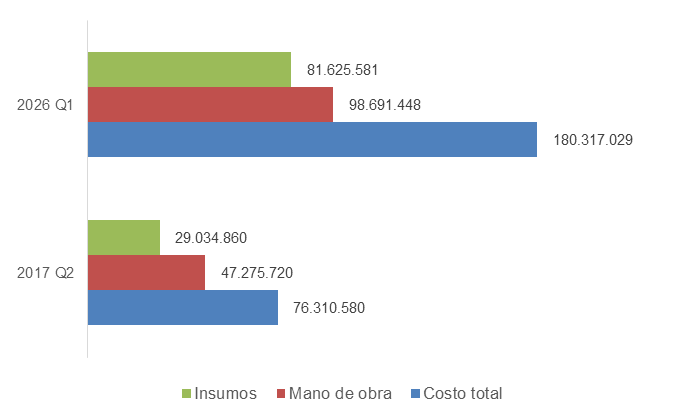 81.625.581
2026 Q1
98.691.448
180.317.029
29.034.860
2017 Q2
47.275.720
76.310.580
Insumos Mano de obra Costo total